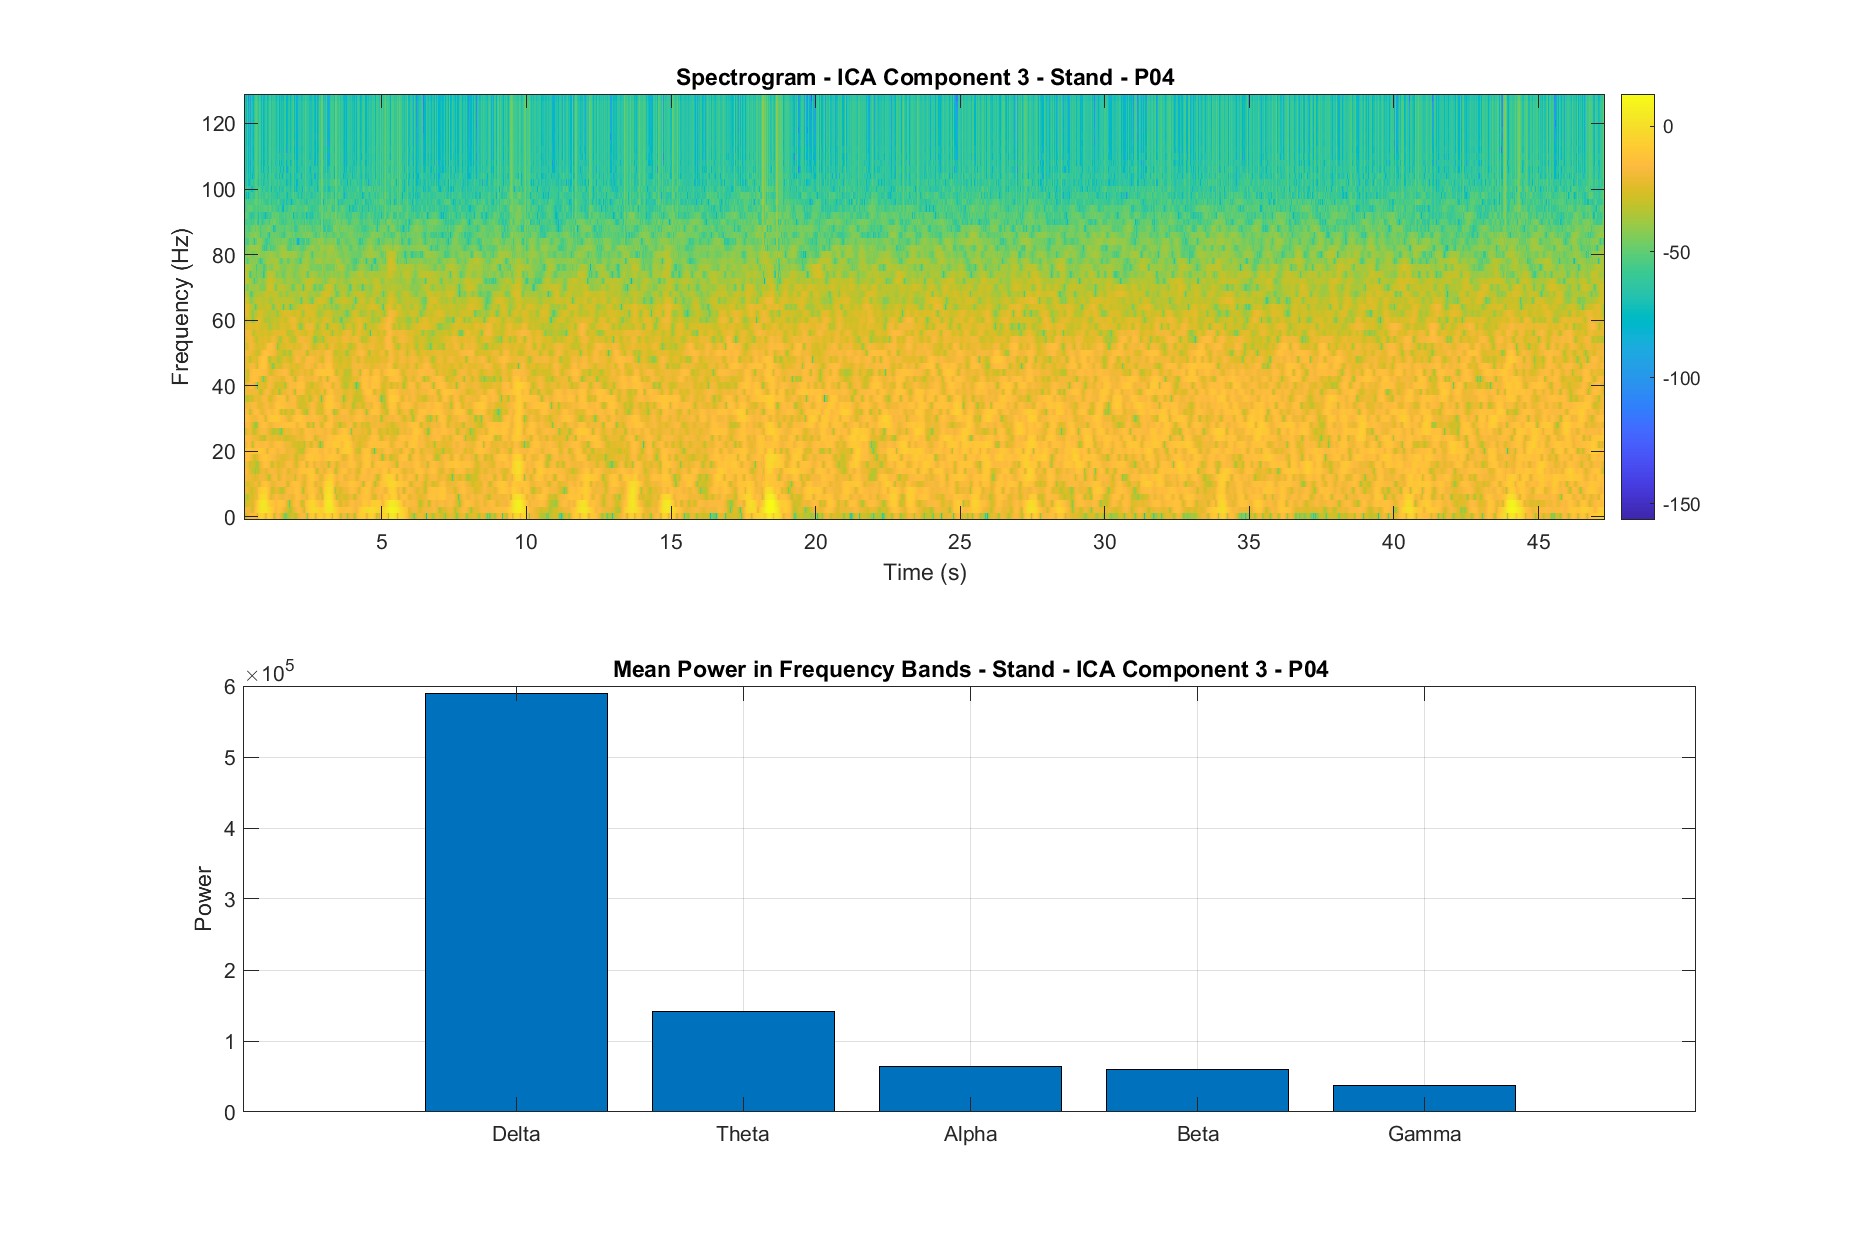 Spectrogram - ICA Component 3 - Stand - P04
120
100
80
60
40
20
0
Frequency (Hz)
5 10 15 20 25 30 35 40 45
Time (s)
0
-50
-100
-150
Mean Power in Frequency Bands - Stand - ICA Component 3 - P04
×10^5
6
5
4
3
2
1
0
Power
Delta Theta Alpha Beta Gamma